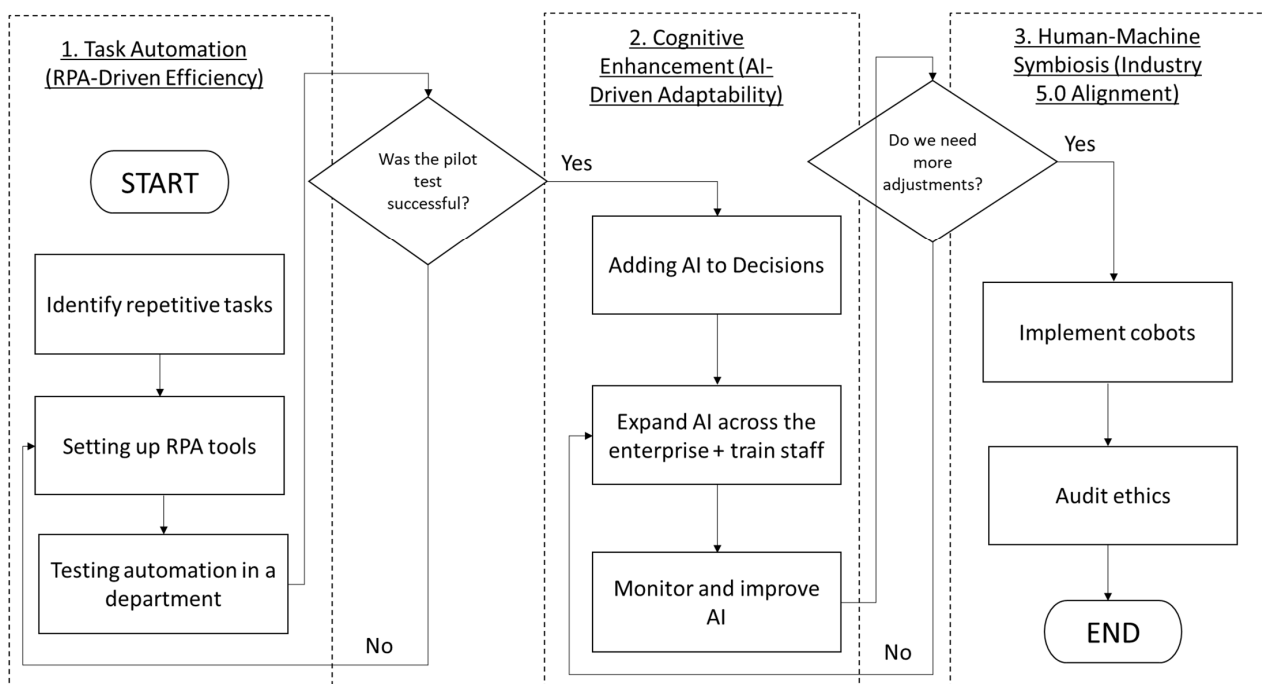 1. Task Automation
(RPA-Driven Efficiency)
START
Identify repetitive tasks
Setting up RPA tools
Testing automation in a
department
Was the pilot
test
successful?
Yes
No
2. Cognitive
Enhancement (AI-
Driven Adaptability)
Adding AI to Decisions
Expand AI across the
enterprise + train staff
Monitor and improve
AI
Do we need
more
adjustments?
Yes
No
3. Human-Machine
Symbiosis (Industry
5.0 Alignment)
Implement cobots
Audit ethics
END